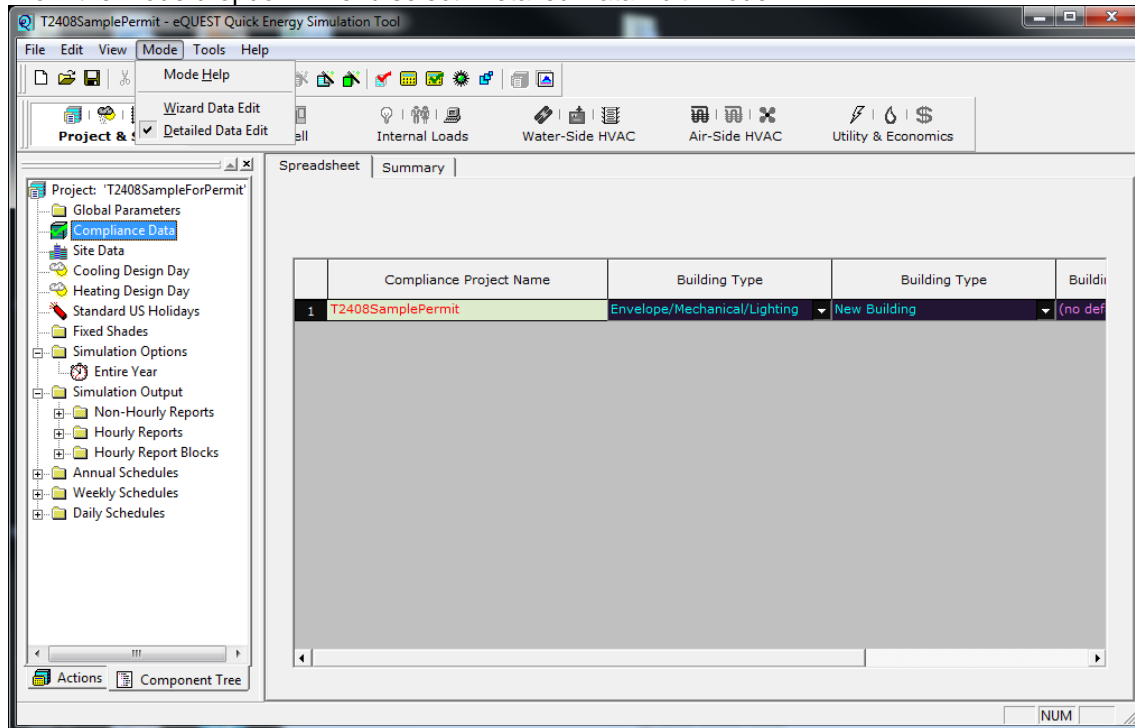 T2408SamplePermit - eQUEST Quick Energy Simulation Tool
File Edit View Mode Tools Help
Mode Help
Wizard Data Edit
Detailed Data Edit
Project & S
ell
Internal Loads
Water-Side HVAC
Air-Side HVAC
Utility & Economics
Project: 'T2408SampleForPermit'
Global Parameters
Compliance Data
Site Data
Cooling Design Day
Heating Design Day
Standard US Holidays
Fixed Shades
Simulation Options
Entire Year
Simulation Output
Non-Hourly Reports
Hourly Reports
Hourly Report Blocks
Annual Schedules
Weekly Schedules
Daily Schedules
Actions Component Tree
Spreadsheet Summary
Compliance Project Name Building Type Building Type Buildi
1 T2408SamplePermit Envelope/Mechanical/Lighting New Building (no def
NUM